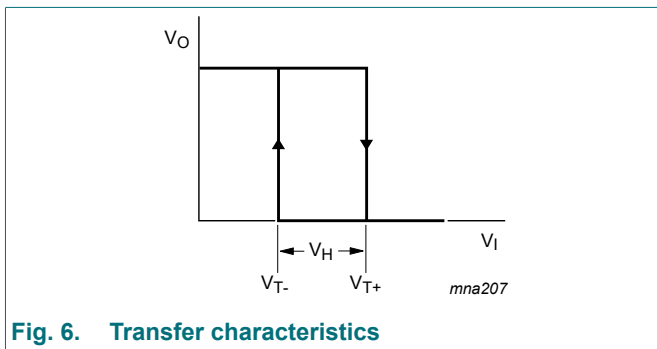 VO
VH
VI
VT-
VT+
mna207
Fig. 6. Transfer characteristics